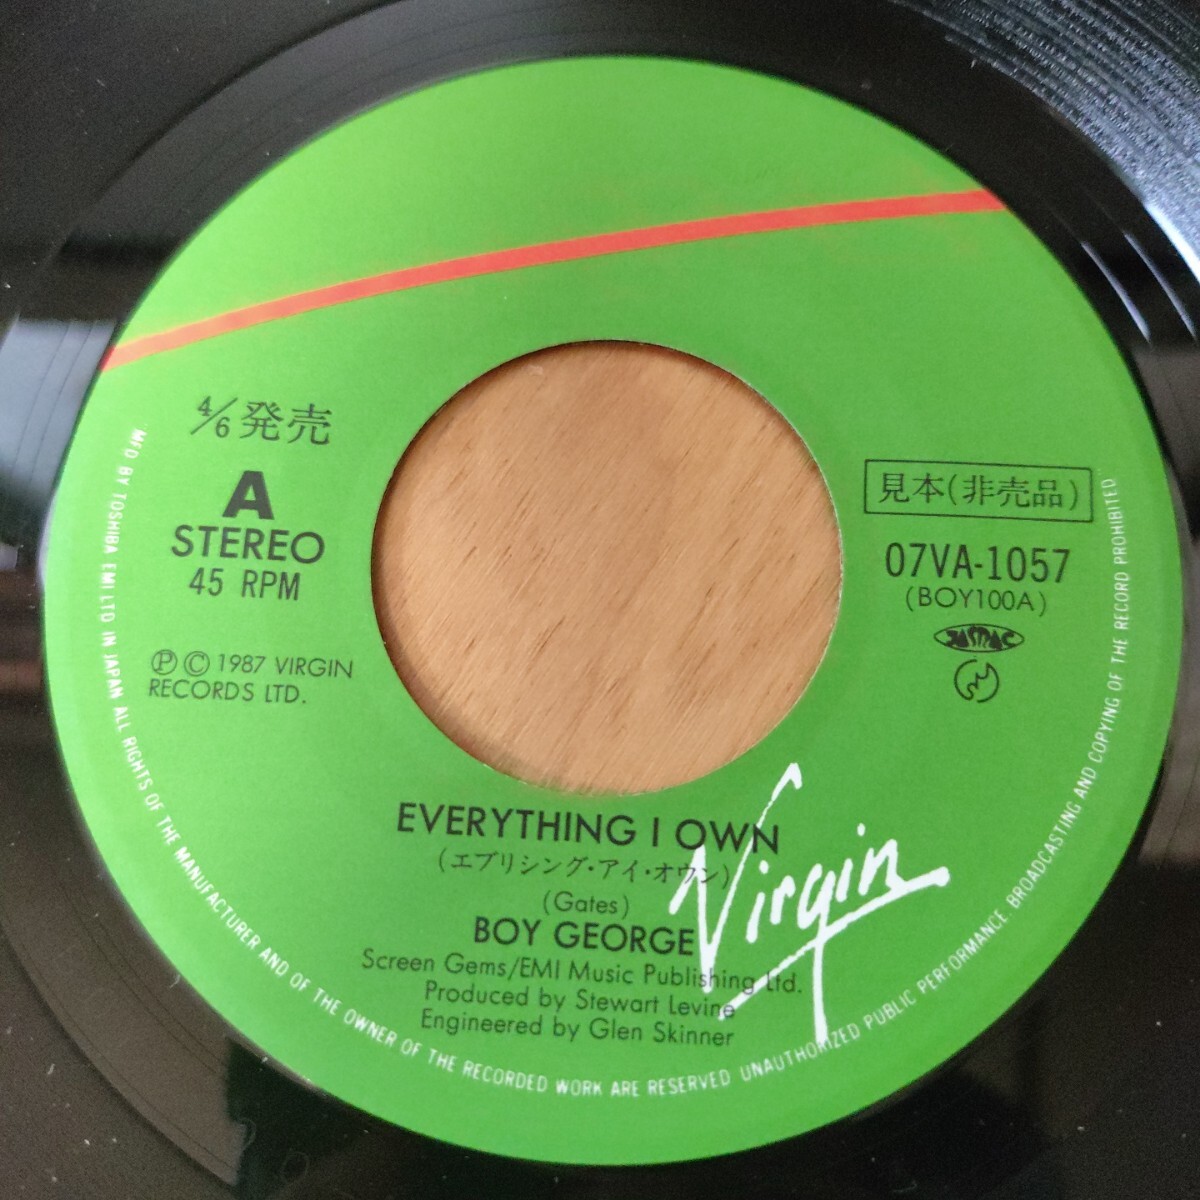 4/6発売
A
STEREO
45 RPM
Ⓟ Ⓒ 1987 VIRGIN
RECORDS LTD.
見本(非売品)
07VA-1057
(BOY100A)
JASRAC
EVERYTHING I OWN
(エブリシング・アイ・オウン)
(Gates)
BOY GEORGE
Virgin
Screen Gems/EMI Music Publishing Ltd.
Produced by Stewart Levine
Engineered by Glen Skinner
MFD BY TOSHIBA EMI LTD IN JAPAN ALL RIGHTS OF THE MANUFACTURER AND OF THE OWNER OF THE RECORDED WORK ARE RESERVED UNAUTHORIZED PUBLIC PERFORMANCE. BROADCASTING AND COPYING OF THE RECORD PROHIBITED